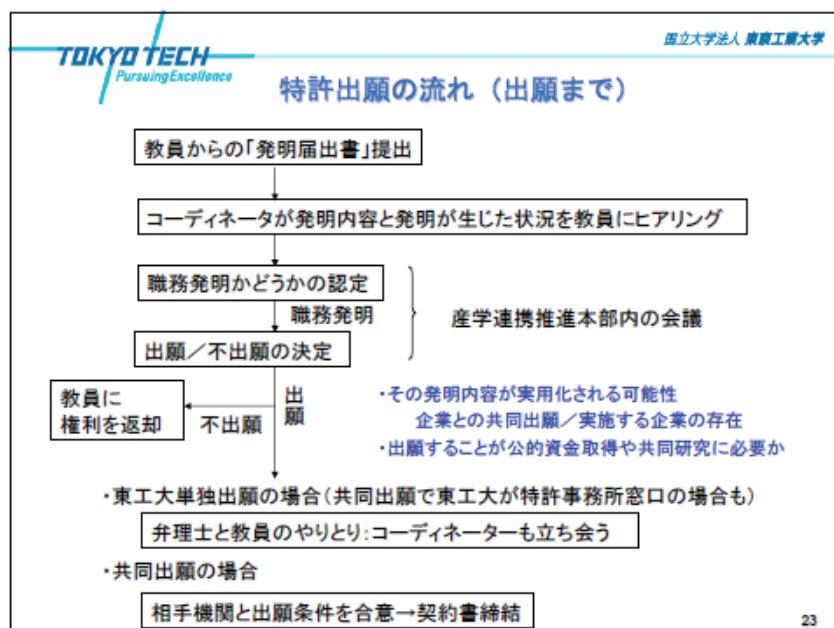 TOKYO TECH
Pursuing Excellence
国立大学法人 東京工業大学
特許出願の流れ（出願まで）
教員からの「発明届出書」提出
コーディネータが発明内容と発明が生じた状況を教員にヒアリング
職務発明かどうかの認定
職務発明
産学連携推進本部内の会議
出願／不出願の決定
教員に
権利を返却
不出願
出願
・その発明内容が実用化される可能性
企業との共同出願／実施する企業の存在
・出願することが公的資金取得や共同研究に必要か
・東工大単独出願の場合（共同出願で東工大が特許事務所窓口の場合も）
弁理士と教員のやりとり：コーディネーターも立ち会う
・共同出願の場合
相手機関と出願条件を合意→契約書締結
23